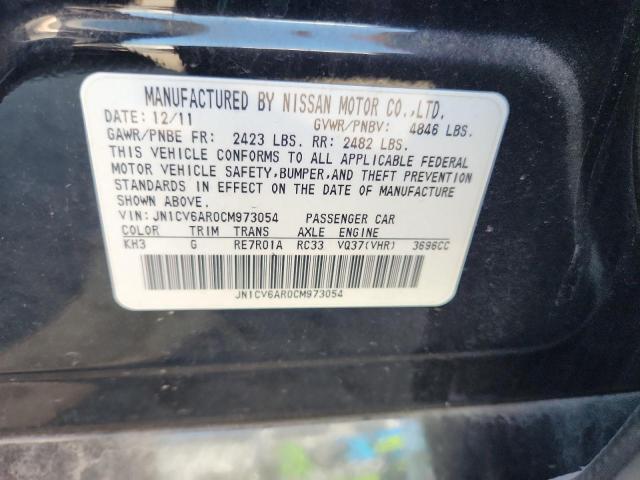 MANUFACTURED BY NISSAN MOTOR CO.,LTD.
DATE: 12/11 GVWR/PNBV: 4846 LBS.
GAWR/PNBE FR: 2423 LBS. RR: 2482 LBS.
THIS VEHICLE CONFORMS TO ALL APPLICABLE FEDERAL
MOTOR VEHICLE SAFETY,BUMPER,AND THEFT PREVENTION
STANDARDS IN EFFECT ON THE DATE OF MANUFACTURE
SHOWN ABOVE.
VIN: JN1CV6AR0CM973054 PASSENGER CAR
COLOR TRIM TRANS AXLE ENGINE
KH3 G RE7R01A RC33 VQ37(VHR) 3696CC
JN1CV6AR0CM973054